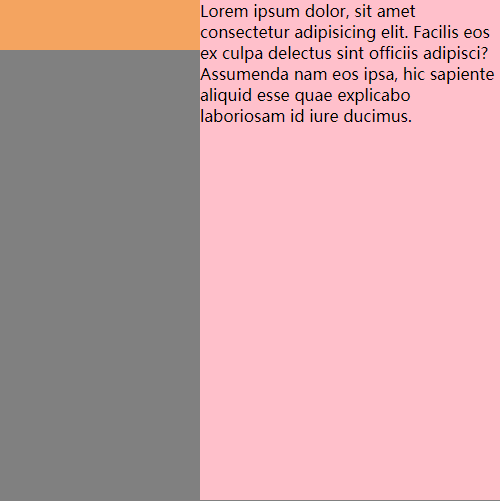 Lorem ipsum dolor, sit amet
consectetur adipisicing elit. Facilis eos
ex culpa delectus sint officiis adipisci?
Assumenda nam eos ipsa, hic sapiente
aliquid esse quae explicabo
laboriosam id iure ducimus.